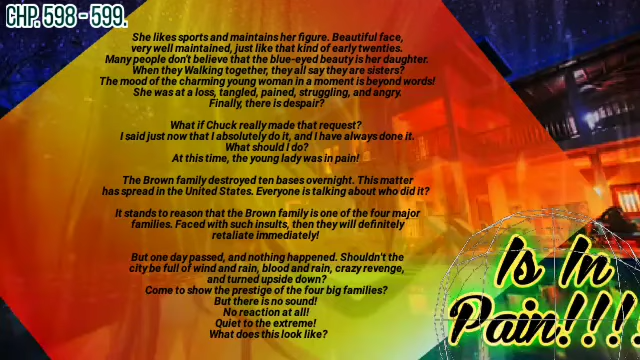 CHP. 598 - 599.
She likes sports and maintains her figure. Beautiful face,
very well maintained, just like that kind of early twenties.
Many people don't believe that the blue-eyed beauty is her daughter.
When they Walking together, they all say they are sisters?
The mood of the charming young woman in a moment is beyond words!
She was at a loss, tangled, pained, struggling, and angry.
Finally, there is despair?
What if Chuck really made that request?
I said just now that I absolutely do it, and I have always done it.
What should I do?
At this time, the young lady was in pain!
The Brown family destroyed ten bases overnight. This matter
has spread in the United States. Everyone is talking about who did it?
It stands to reason that the Brown family is one of the four major
families. Faced with such insults, then they will definitely
retaliate immediately!
But one day passed, and nothing happened. Shouldn't the
city be full of wind and rain, blood and rain, crazy revenge,
and turned upside down?
Come to show the prestige of the four big families?
But there is no sound!
No reaction at all!
Quiet to the extreme!
What does this look like?
Is In
Pain!!!!